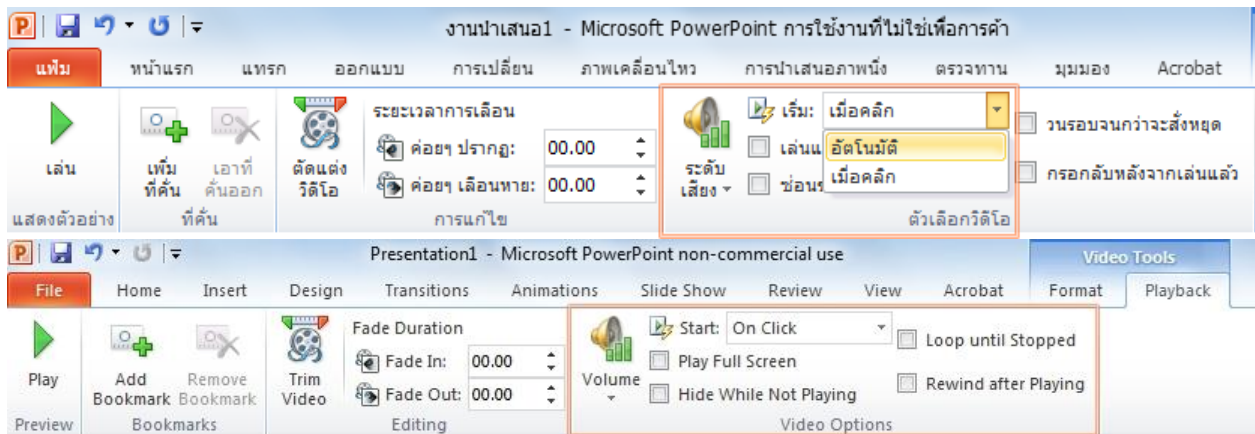 งานนำเสนอ1 - Microsoft PowerPoint การใช้งานที่ไม่ใช่เพื่อการค้า
แฟ้ม หน้าแรก แทรก ออกแบบ การเปลี่ยน ภาพเคลื่อนไหว การนำเสนอภาพนิ่ง ตรวจทาน มุมมอง Acrobat
เล่น
เพิ่ม
ที่คั่น
เอาที่
คั่นออก
ตัดแต่ง
วิดีโอ
ระยะเวลาการเลือน
ค่อยๆ ปรากฏ: 00.00
ค่อยๆ เลือนหาย: 00.00
ระดับ
เสียง
เริ่ม: เมื่อคลิก
เล่นแ
ซ่อนร
อัตโนมัติ
เมื่อคลิก
วนรอบจนกว่าจะสั่งหยุด
กรอกลับหลังจากเล่นแล้ว
แสดงตัวอย่าง ที่คั่น การแก้ไข ตัวเลือกวิดีโอ
Presentation1 - Microsoft PowerPoint non-commercial use Video Tools
File Home Insert Design Transitions Animations Slide Show Review View Acrobat Format Playback
Play
Add
Bookmark
Remove
Bookmark
Trim
Video
Fade Duration
Fade In: 00.00
Fade Out: 00.00
Volume
Start: On Click
Play Full Screen
Hide While Not Playing
Loop until Stopped
Rewind after Playing
Preview Bookmarks Editing Video Options